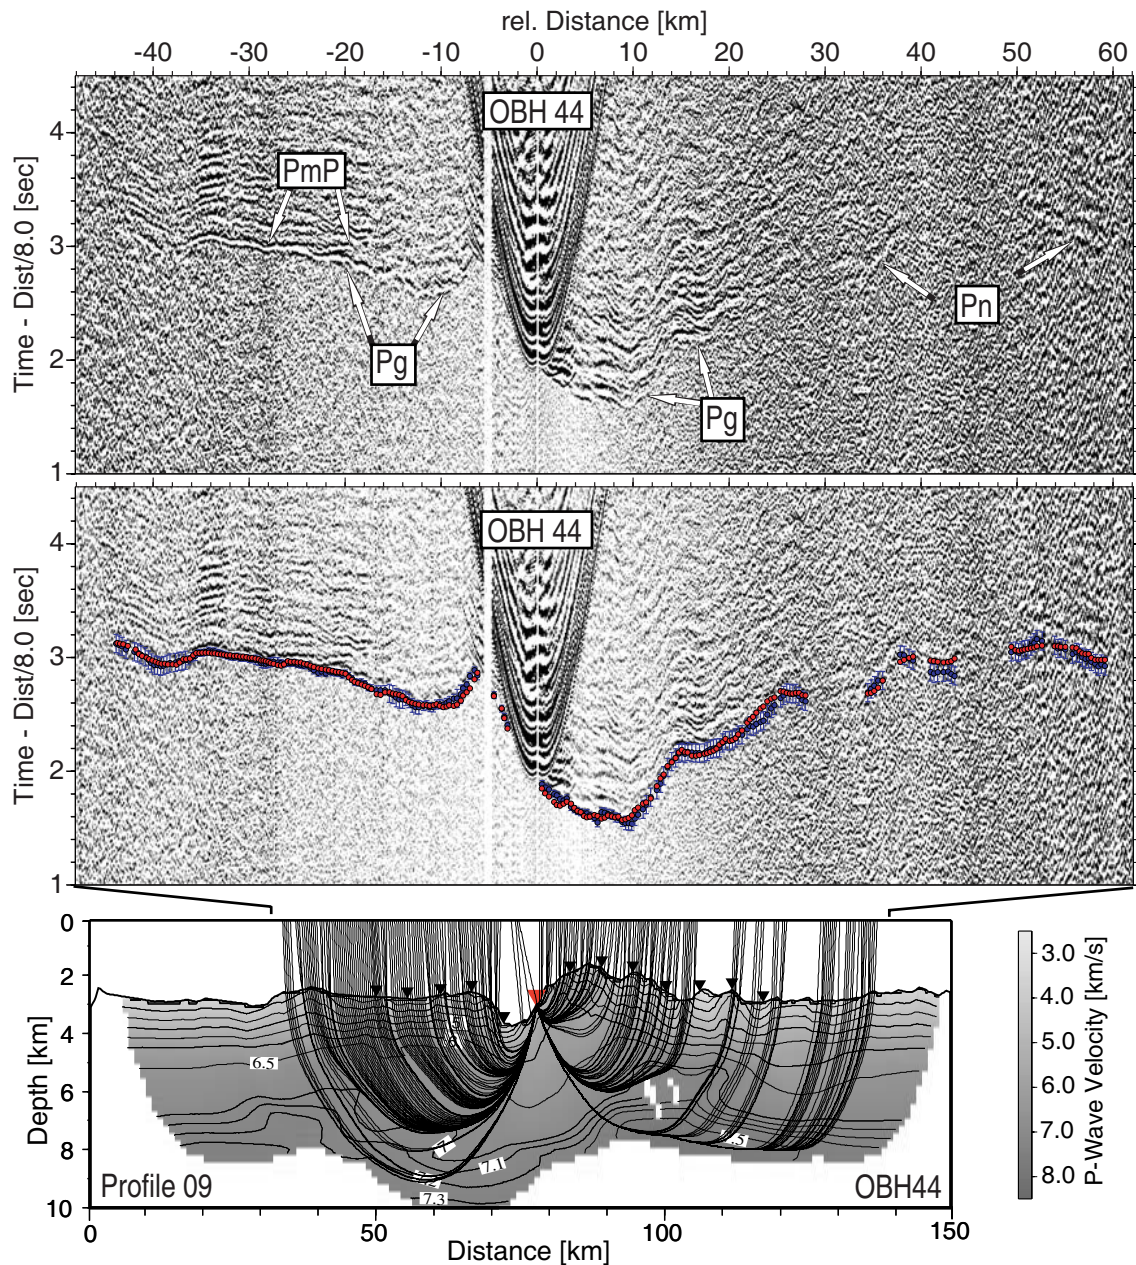 rel. Distance [km]
-40 -30 -20 -10 0 10 20 30 40 50 60
Time - Dist/8.0 [sec]
4
3
2
1
OBH 44
PmP
Pg
Pn
Pg
Time - Dist/8.0 [sec]
4
3
2
1
OBH 44
Depth [km]
0
2
4
6
8
10
6.5
7.1
7.3
Profile 09
OBH44
0 50 100 150
Distance [km]
P-Wave Velocity [km/s]
3.0
4.0
5.0
6.0
7.0
8.0